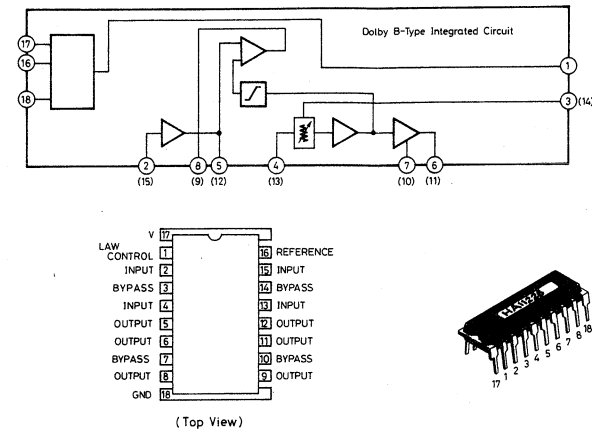 Dolby B-Type Integrated Circuit
17
16
18
1
3 (14)
2 8 5 4 7 6
(15) (9) (12) (13) (10) (11)
V 17
LAW CONTROL 1 16 REFERENCE
INPUT 2 15 INPUT
BYPASS 3 14 BYPASS
INPUT 4 13 INPUT
OUTPUT 5 12 OUTPUT
OUTPUT 6 11 OUTPUT
BYPASS 7 10 BYPASS
OUTPUT 8 9 OUTPUT
GND 18
(Top View)
17 1 2 3 4 5 6 7 8 18